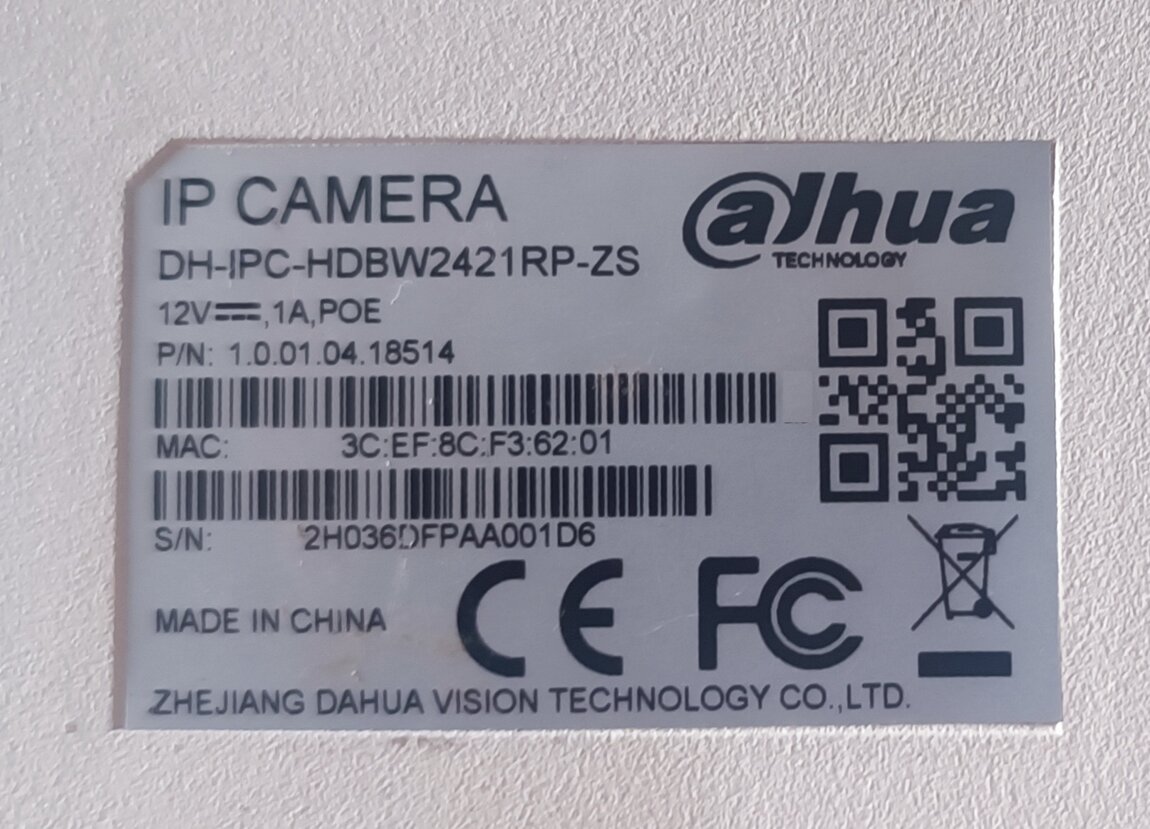 IP CAMERA
alhua
TECHNOLOGY
DH-IPC-HDBW2421RP-ZS
12V⎓,1A,POE
P/N: 1.0.01.04.18514
MAC: 3C:EF:8C:F3:62:01
S/N: 2H036DFPAA001D6
MADE IN CHINA
CE FC
ZHEJIANG DAHUA VISION TECHNOLOGY CO.,LTD.